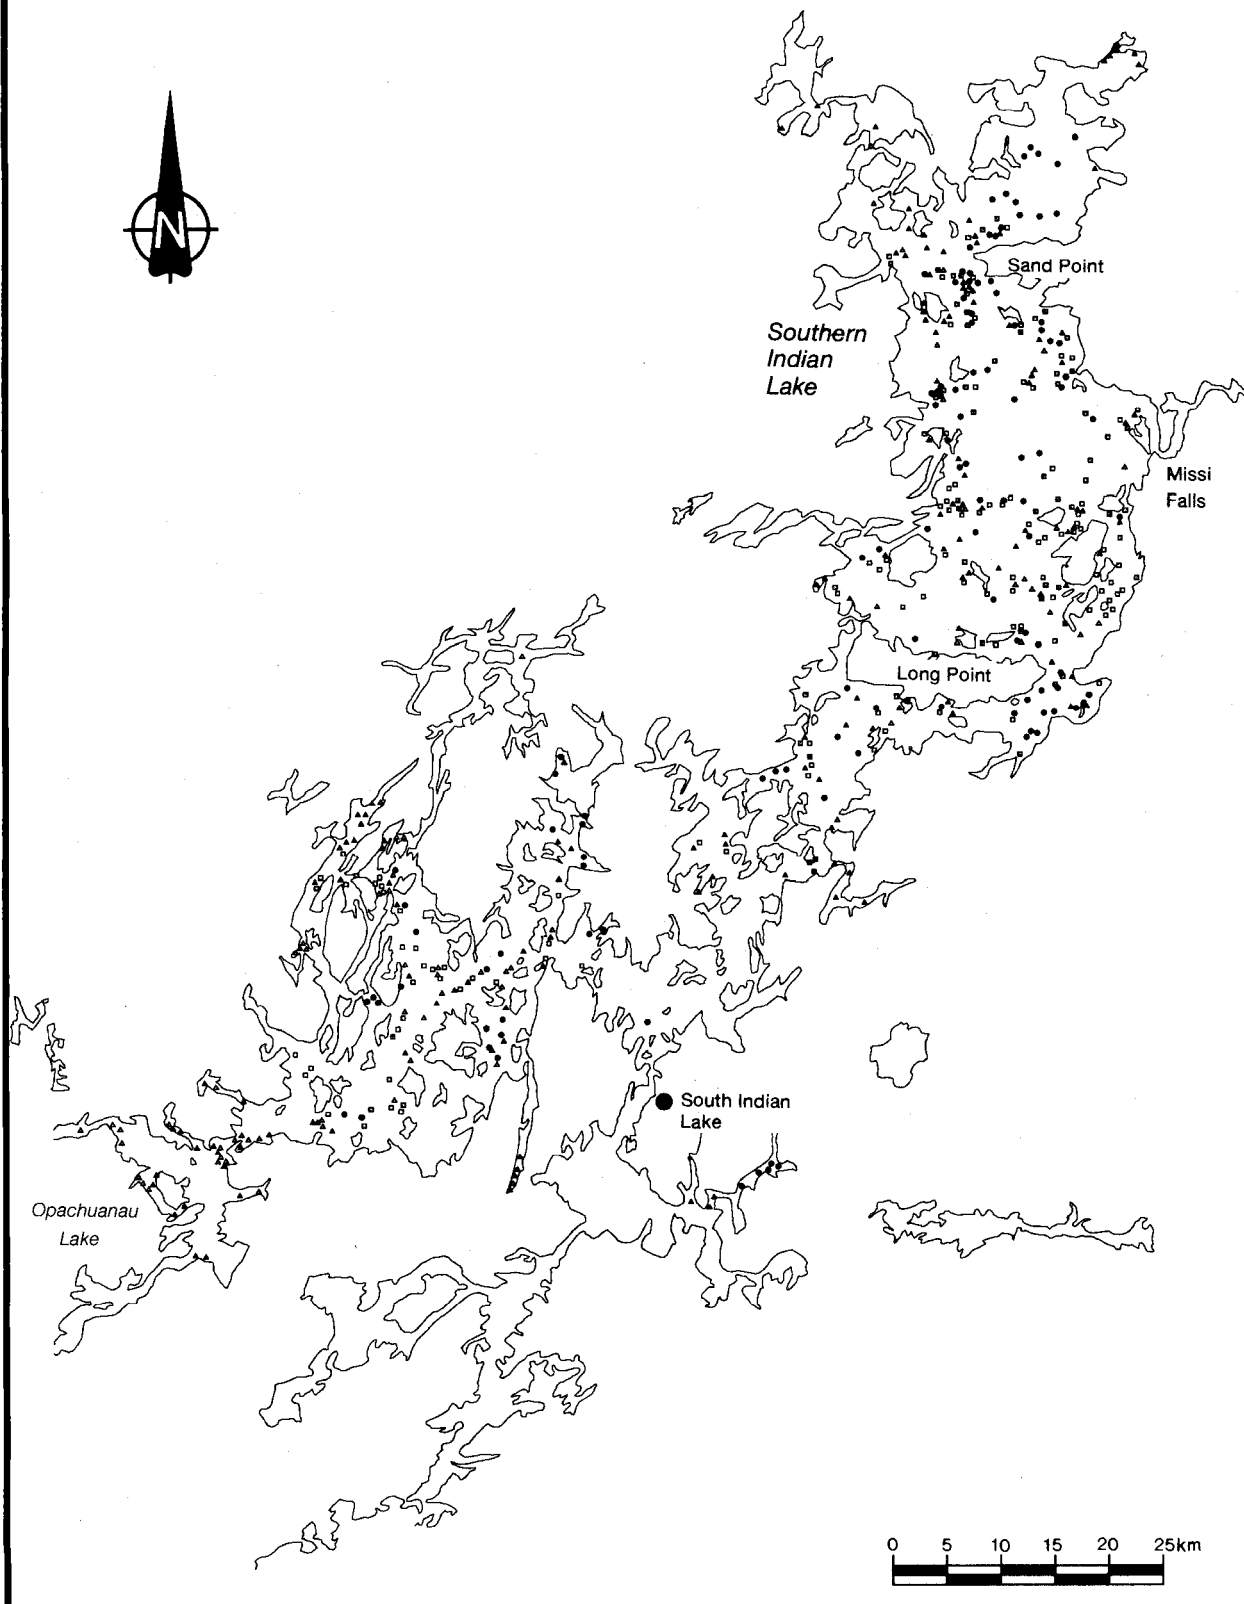 N
Sand Point
Southern
Indian
Lake
Missi
Falls
Long Point
South Indian
Lake
Opachuanau
Lake
0 5 10 15 20 25km